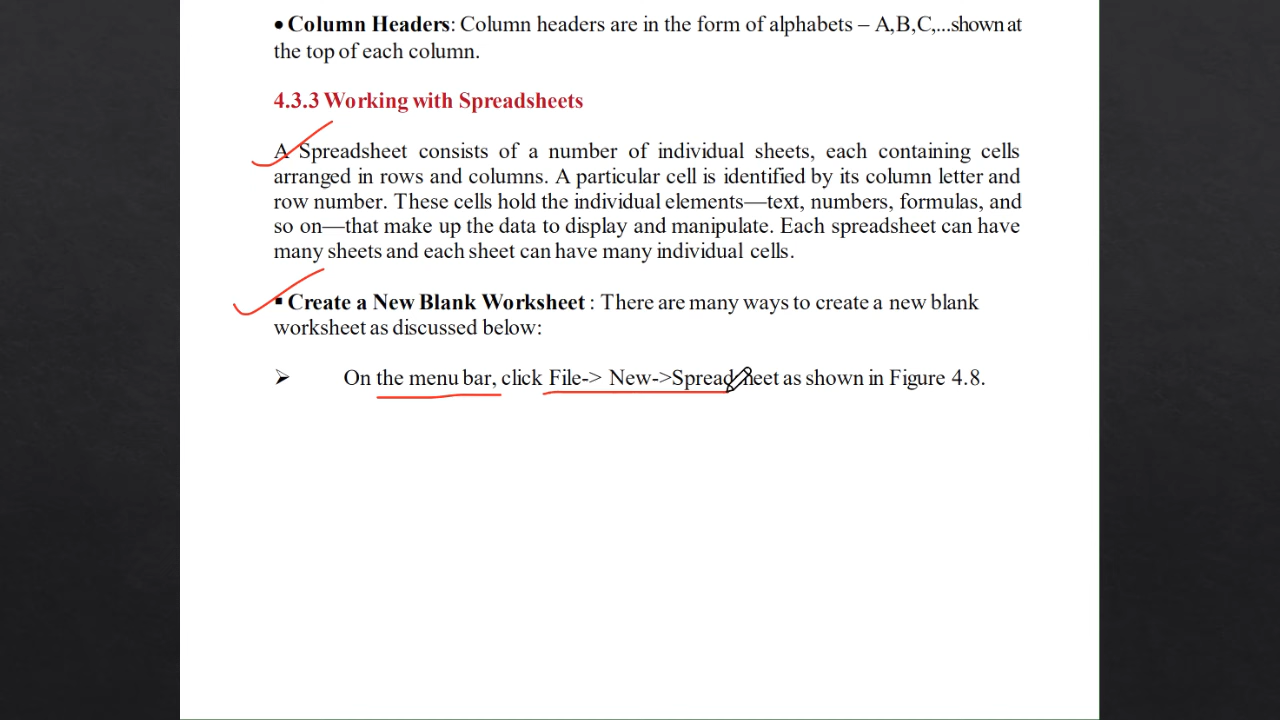 • Column Headers: Column headers are in the form of alphabets – A,B,C,...shown at
the top of each column.
4.3.3 Working with Spreadsheets
A Spreadsheet consists of a number of individual sheets, each containing cells
arranged in rows and columns. A particular cell is identified by its column letter and
row number. These cells hold the individual elements—text, numbers, formulas, and
so on—that make up the data to display and manipulate. Each spreadsheet can have
many sheets and each sheet can have many individual cells.
▪ Create a New Blank Worksheet : There are many ways to create a new blank
worksheet as discussed below:
➢ On the menu bar, click File-> New->Spreadsheet as shown in Figure 4.8.